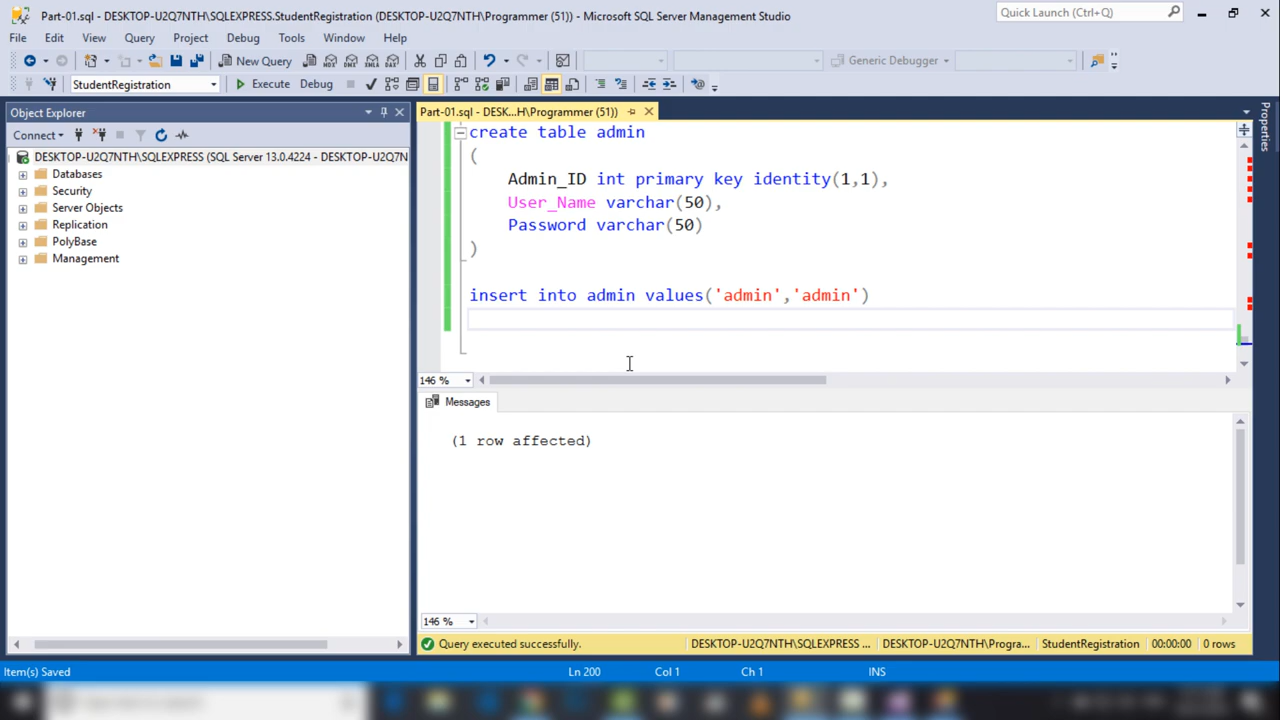 Part-01.sql - DESKTOP-U2Q7NTH\SQLEXPRESS.StudentRegistration (DESKTOP-U2Q7NTH\Programmer (51)) - Microsoft SQL Server Management Studio
Quick Launch (Ctrl+Q)
File Edit View Query Project Debug Tools Window Help
New Query
Generic Debugger
StudentRegistration
Execute Debug
Object Explorer
Part-01.sql - DESK...H\Programmer (51))
Properties
Connect
DESKTOP-U2Q7NTH\SQLEXPRESS (SQL Server 13.0.4224 - DESKTOP-U2Q7N
Databases
Security
Server Objects
Replication
PolyBase
Management
create table admin
(
Admin_ID int primary key identity(1,1),
User_Name varchar(50),
Password varchar(50)
)
insert into admin values('admin','admin')
146 %
Messages
(1 row affected)
146 %
Query executed successfully.
DESKTOP-U2Q7NTH\SQLEXPRESS ... DESKTOP-U2Q7NTH\Progra... StudentRegistration 00:00:00 0 rows
Item(s) Saved
Ln 200 Col 1 Ch 1 INS